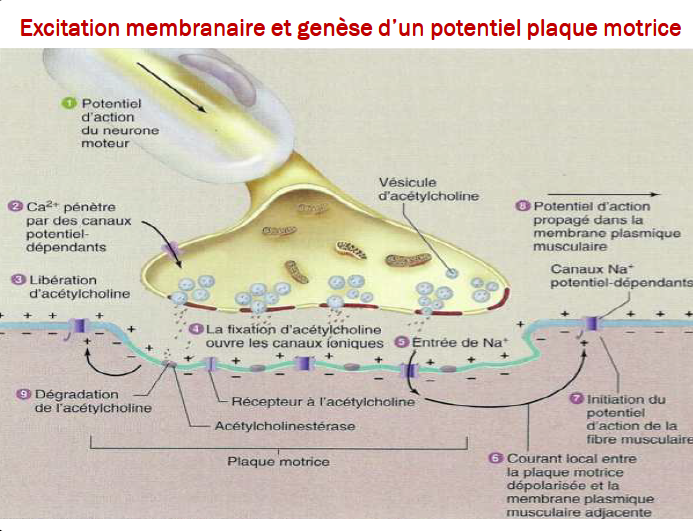 Excitation membranaire et genèse d'un potentiel plaque motrice
1 Potentiel
d'action
du neurone
moteur
2 Ca²⁺ pénètre
par des canaux
potentiel-
dépendants
3 Libération
d'acétylcholine
Vésicule
d'acétylcholine
8 Potentiel d'action
propagé dans la
membrane plasmique
musculaire
Canaux Na⁺
potentiel-dépendants
4 La fixation d'acétylcholine
ouvre les canaux ioniques
5 Entrée de Na⁺
9 Dégradation
de l'acétylcholine
Récepteur à l'acétylcholine
Acétylcholinestérase
Plaque motrice
7 Initiation du
potentiel
d'action de la
fibre musculaire
6 Courant local entre
la plaque motrice
dépolarisée et la
membrane plasmique
musculaire adjacente